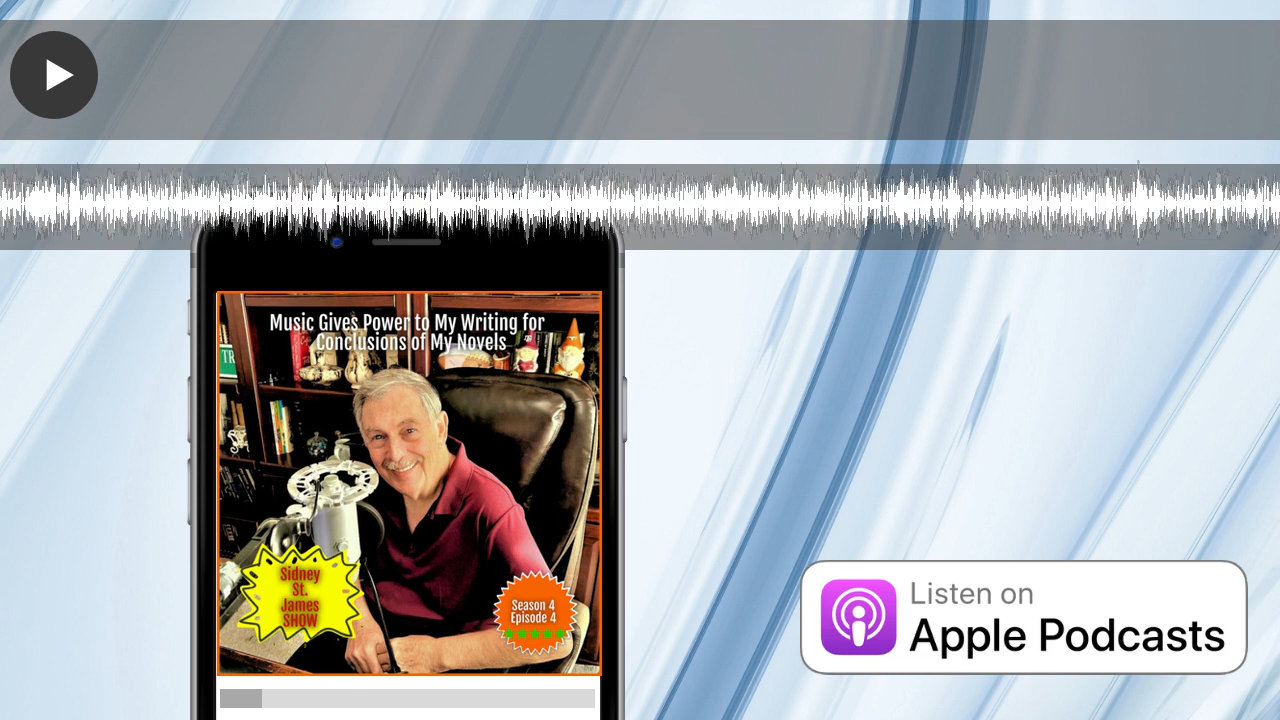 Music Gives Power to My Writing for
Conclusions of My Novels
TR
Sidney
St.
James
SHOW
Season 4
Episode 4
Listen on
Apple Podcasts